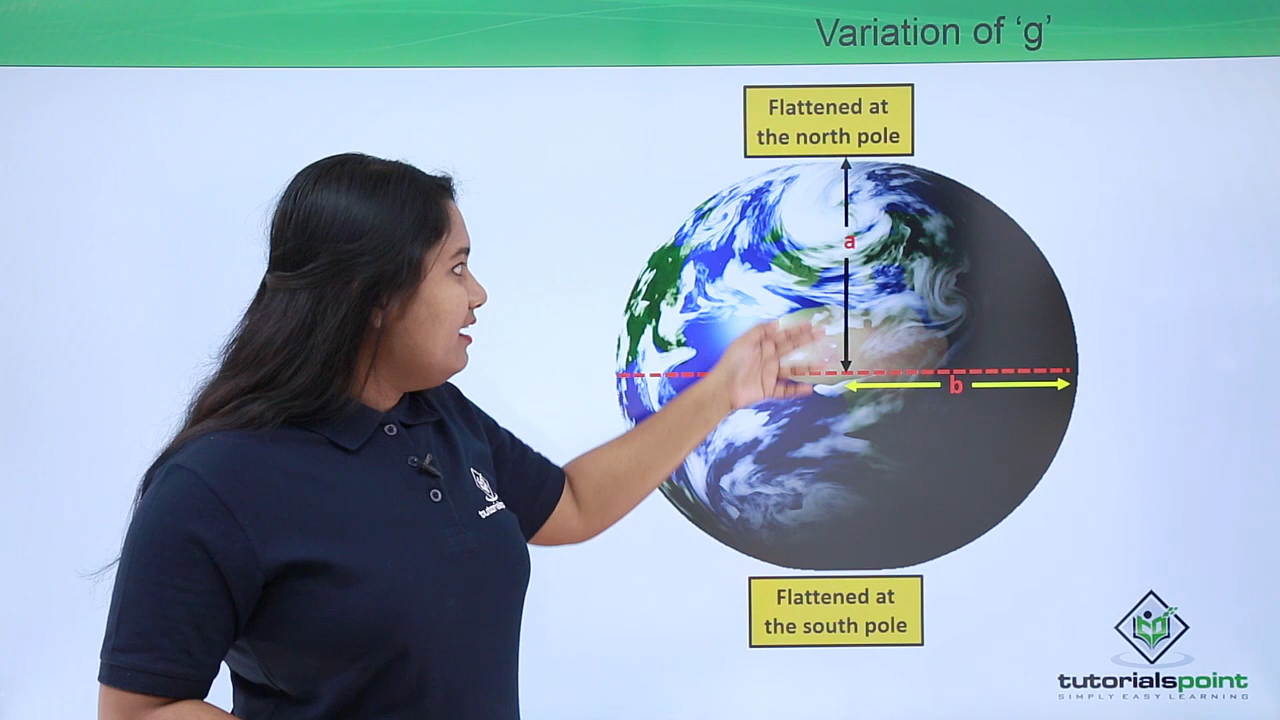 Variation of ‘g’
Flattened at
the north pole
a
b
Flattened at
the south pole
tutorialspoint
SIMPLY EASY LEARNING